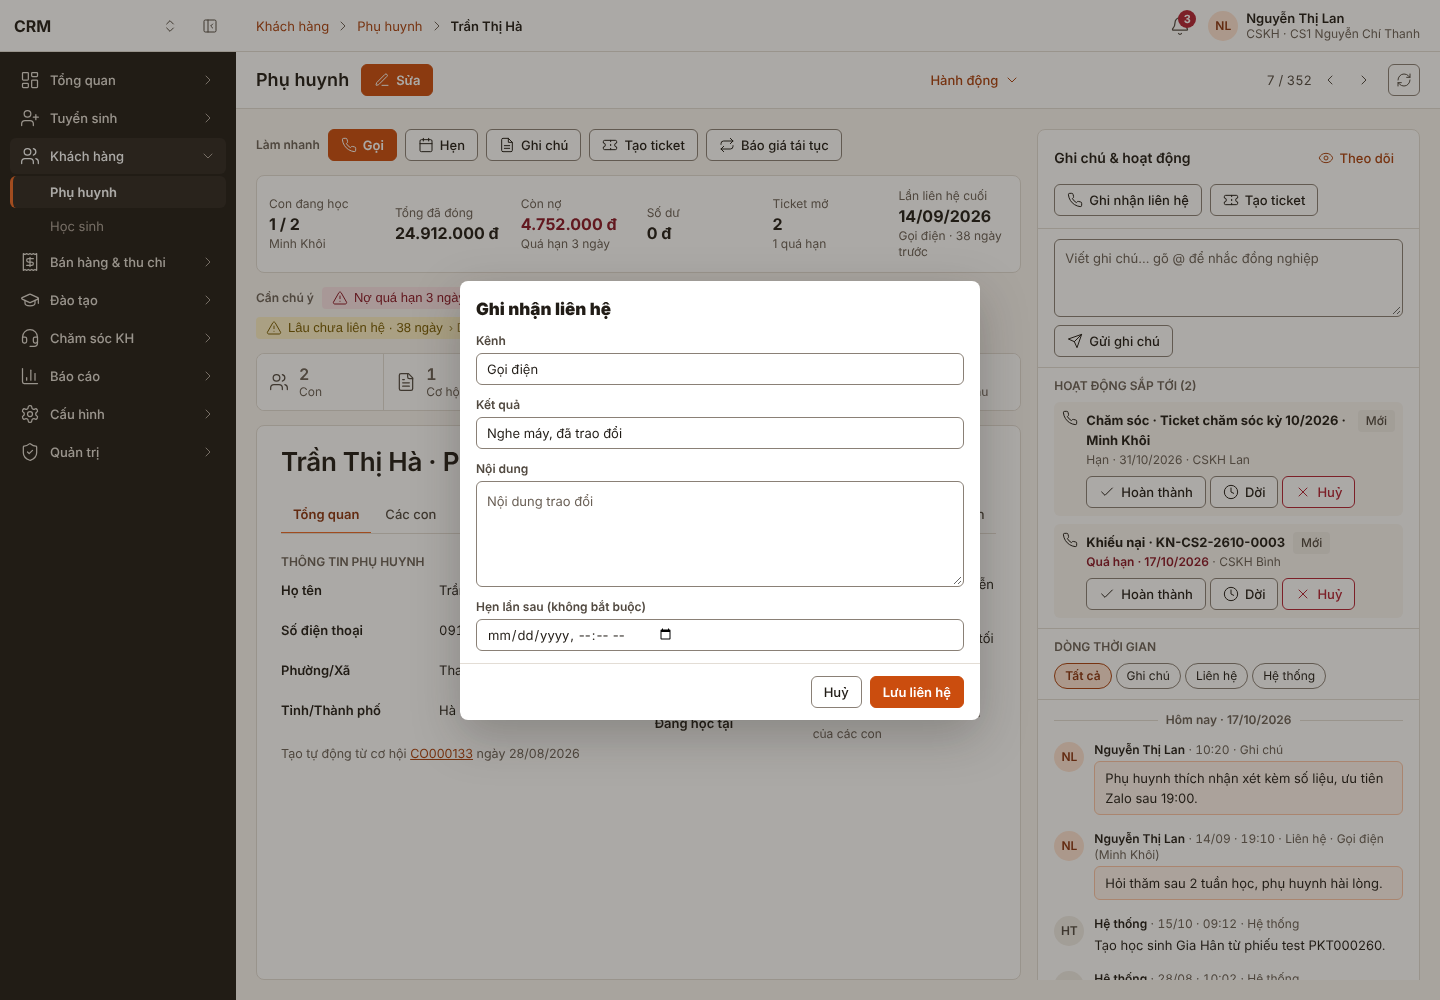 CRM
Khách hàng
Phụ huynh
Trần Thị Hà
3
NL
Nguyễn Thị Lan
CSKH · CS1 Nguyễn Chí Thanh
Tổng quan
Tuyển sinh
Khách hàng
Phụ huynh
Học sinh
Bán hàng & thu chi
Đào tạo
Chăm sóc KH
Báo cáo
Cấu hình
Quản trị
Phụ huynh
Sửa
Hành động
7 / 352
Làm nhanh
Gọi
Hẹn
Ghi chú
Tạo ticket
Báo giá tái tục
Con đang học
1 / 2
Minh Khôi
Tổng đã đóng
24.912.000 đ
Còn nợ
4.752.000 đ
Quá hạn 3 ngày
Số dư
0 đ
Ticket mở
2
1 quá hạn
Lần liên hệ cuối
14/09/2026
Gọi điện · 38 ngày
trước
Cần chú ý
Nợ quá hạn 3 ngày
Lâu chưa liên hệ · 38 ngày ›
2
Con
1
Cơ hộ
Trần Thị Hà · P
Tổng quan
Các con
THÔNG TIN PHỤ HUYNH
Họ tên
Trầ
Số điện thoại
091
tối
Phường/Xã
Tha
Tỉnh/Thành phố
Hà
Đang học tại
của các con
Tạo tự động từ cơ hội CO000133 ngày 28/08/2026
Ghi nhận liên hệ
Kênh
Gọi điện
Kết quả
Nghe máy, đã trao đổi
Nội dung
Nội dung trao đổi
Hẹn lần sau (không bắt buộc)
mm/dd/yyyy, --:-- --
Huỷ
Lưu liên hệ
Ghi chú & hoạt động
Theo dõi
Ghi nhận liên hệ
Tạo ticket
Viết ghi chú... gõ @ để nhắc đồng nghiệp
Gửi ghi chú
HOẠT ĐỘNG SẮP TỚI (2)
Chăm sóc · Ticket chăm sóc kỳ 10/2026 ·
Minh Khôi
Mới
Hạn · 31/10/2026 · CSKH Lan
Hoàn thành
Dời
Huỷ
Khiếu nại · KN-CS2-2610-0003
Mới
Quá hạn · 17/10/2026 · CSKH Bình
Hoàn thành
Dời
Huỷ
DÒNG THỜI GIAN
Tất cả
Ghi chú
Liên hệ
Hệ thống
Hôm nay · 17/10/2026
NL
Nguyễn Thị Lan · 10:20 · Ghi chú
Phụ huynh thích nhận xét kèm số liệu, ưu tiên
Zalo sau 19:00.
NL
Nguyễn Thị Lan · 14/09 · 19:10 · Liên hệ · Gọi điện
(Minh Khôi)
Hỏi thăm sau 2 tuần học, phụ huynh hài lòng.
HT
Hệ thống · 15/10 · 09:12 · Hệ thống
Tạo học sinh Gia Hân từ phiếu test PKT000260.
Hệ thống · 28/08 · 10:02 · Hệ thống